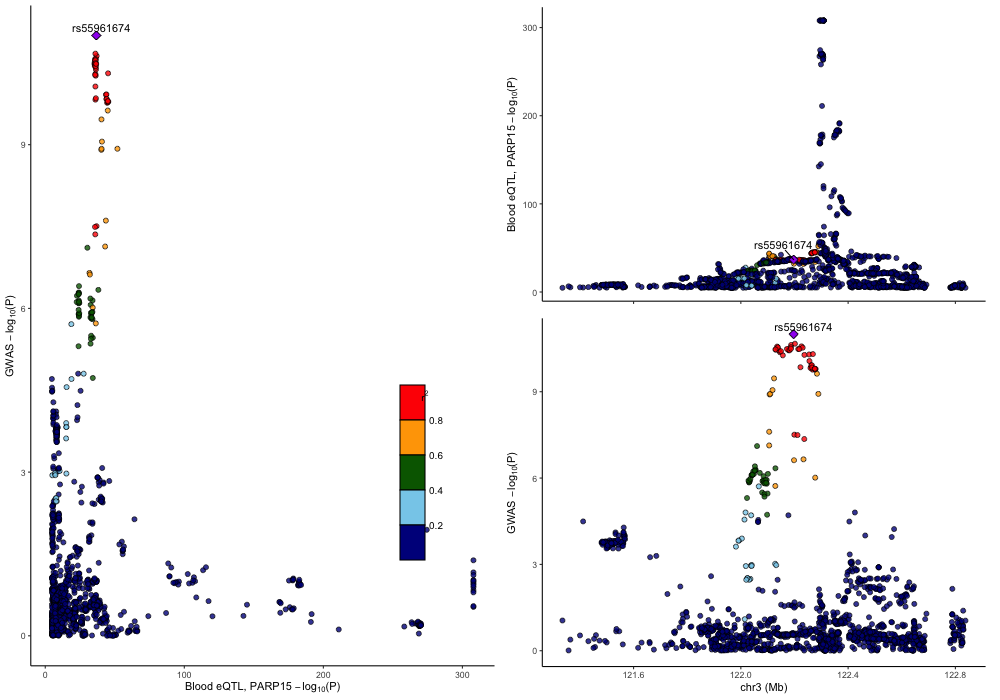 rs55961674
9
6
3
0
GWAS − log10(P)
0
100
200
300
Blood eQTL, PARP15 − log10(P)
r2
0.8
0.6
0.4
0.2
rs55961674
300
200
100
0
Blood eQTL, PARP15 − log10(P)
rs55961674
9
6
3
0
GWAS − log10(P)
121.6
122.0
122.4
122.8
chr3 (Mb)